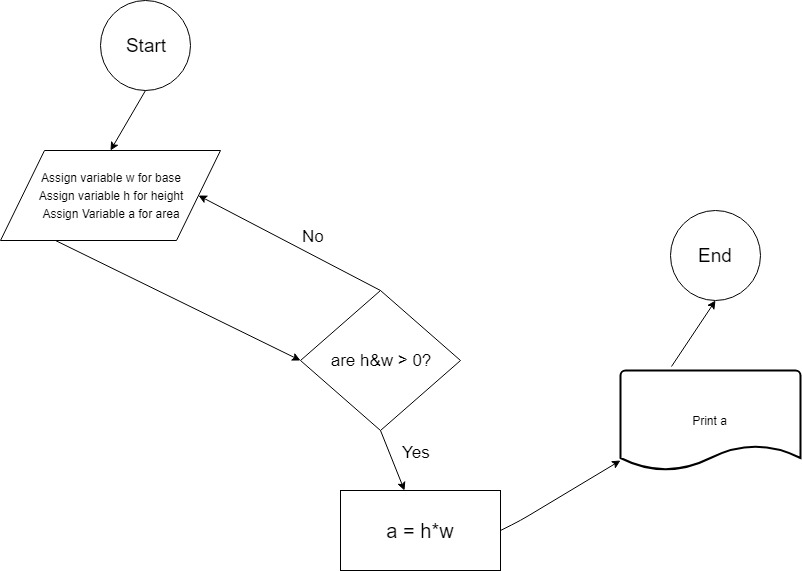 Start
Assign variable w for base
Assign variable h for height
Assign Variable a for area
No
are h&w > 0?
Yes
a = h*w
Print a
End